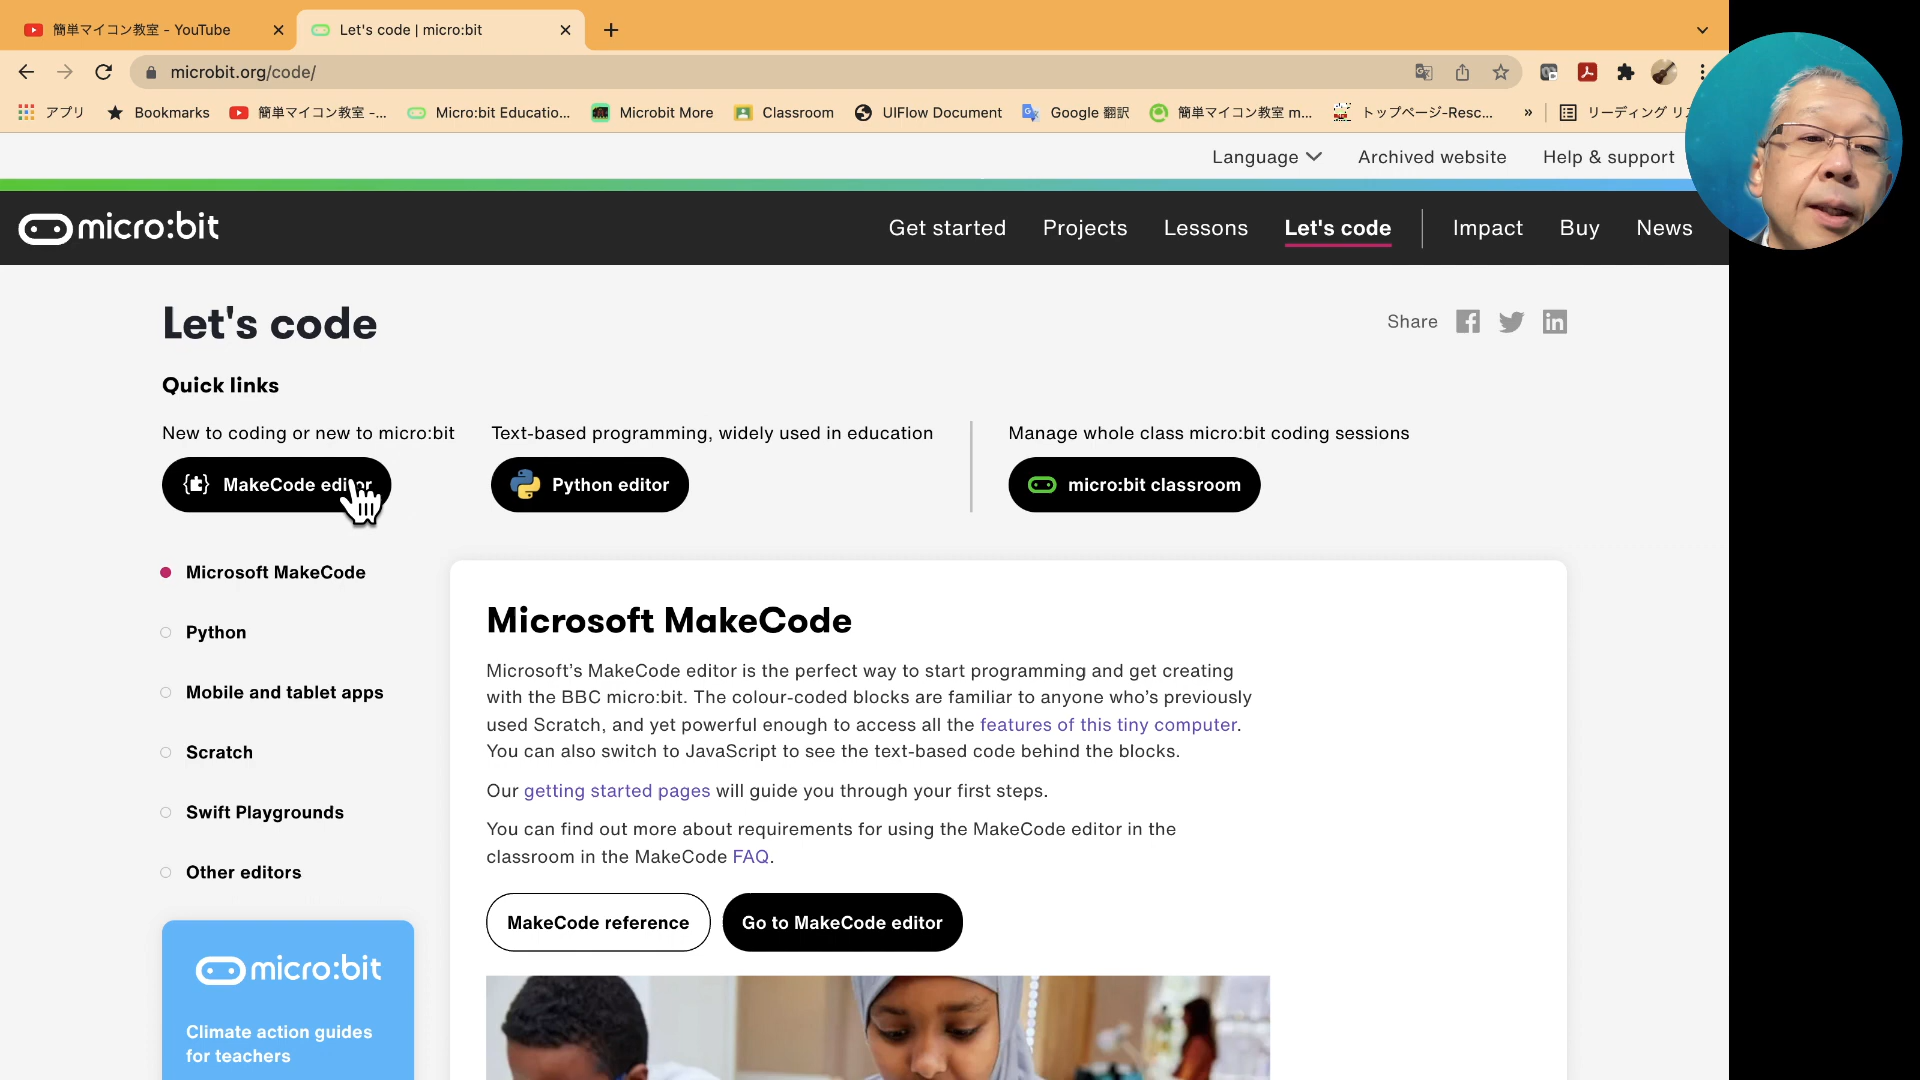 簡単マイコン教室 - YouTube
Let's code | micro:bit
microbit.org/code/
アプリ
Bookmarks
簡単マイコン教室 -...
Micro:bit Educatio...
Microbit More
Classroom
UIFlow Document
Google 翻訳
簡単マイコン教室 m...
トップページ-Resc...
»
リーディング リ
Language
Archived website
Help & support
micro:bit
Get started
Projects
Lessons
Let's code
Impact
Buy
News
Let's code
Share
Quick links
New to coding or new to micro:bit
Text-based programming, widely used in education
Manage whole class micro:bit coding sessions
MakeCode editor
Python editor
micro:bit classroom
Microsoft MakeCode
Python
Mobile and tablet apps
Scratch
Swift Playgrounds
Other editors
micro:bit
Climate action guides
for teachers
Microsoft MakeCode
Microsoft’s MakeCode editor is the perfect way to start programming and get creating
with the BBC micro:bit. The colour-coded blocks are familiar to anyone who’s previously
used Scratch, and yet powerful enough to access all the features of this tiny computer.
You can also switch to JavaScript to see the text-based code behind the blocks.
Our getting started pages will guide you through your first steps.
You can find out more about requirements for using the MakeCode editor in the
classroom in the MakeCode FAQ.
MakeCode reference
Go to MakeCode editor